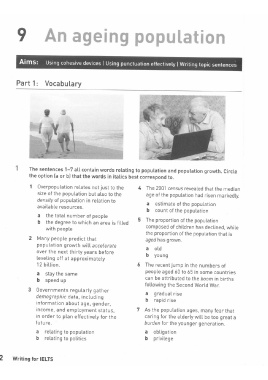 9 An ageing population
Aims: Using cohesive devices | Using punctuation effectively | Writing topic sentences
Part 1: Vocabulary
1 The sentences 1–7 all contain words relating to population and population growth. Circle
the option (a or b) that the words in italics best correspond to.
1 Overpopulation relates not just to the
size of the population but also to the
density of population in relation to
available resources.
a the total number of people
b the degree to which an area is filled
with people
2 Many people predict that
population growth will accelerate
over the next thirty years before
levelling off at approximately
12 billion.
a stay the same
b speed up
3 Governments regularly gather
demographic data, including
information about age, gender,
income, and employment status,
in order to plan effectively for the
future.
a relating to population
b relating to politics
4 The 2001 census revealed that the median
age of the population had risen markedly.
a estimate of the population
b count of the population
5 The proportion of the population
composed of children has declined, while
the proportion of the population that is
aged has grown.
a old
b young
6 The recent jump in the numbers of
people aged 60 to 65 in some countries
can be attributed to the boom in births
following the Second World War.
a gradual rise
b rapid rise
7 As the population ages, many fear that
caring for the elderly will be too great a
burden for the younger generation.
a obligation
b privilege
2 Writing for IELTS